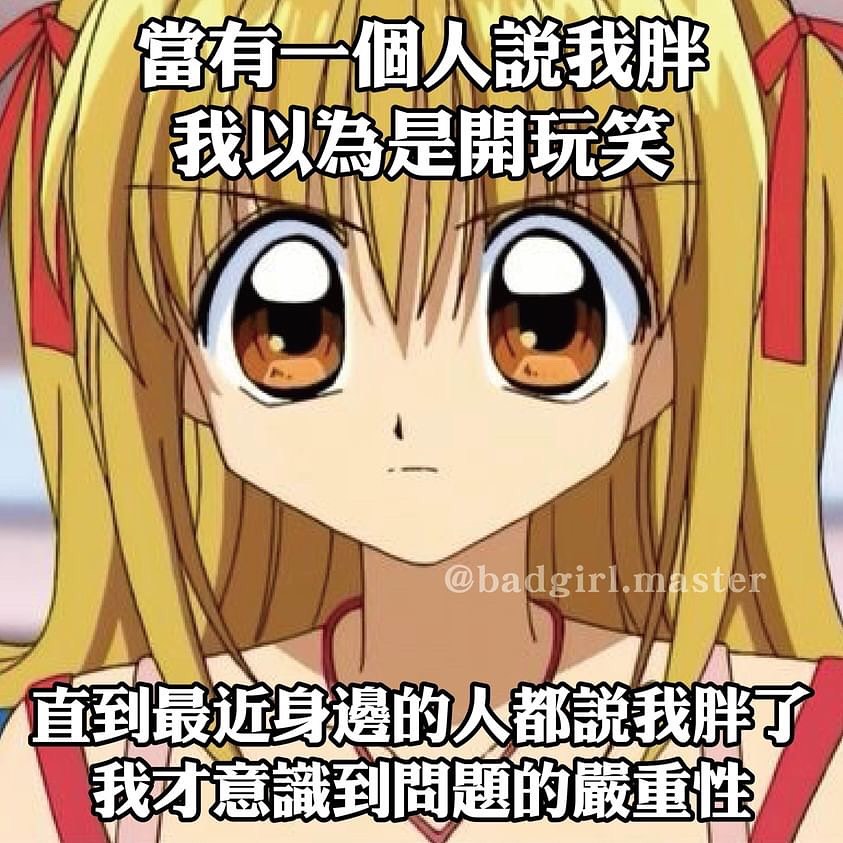 當有一個人說我胖
我以為是開玩笑
@badgirl.master
直到最近身邊的人都說我胖了
我才意識到問題的嚴重性